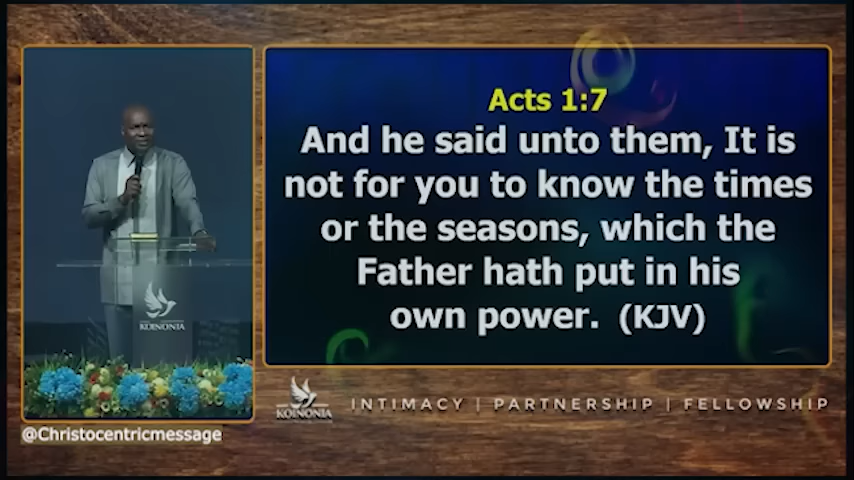 Acts 1:7
And he said unto them, It is
not for you to know the times
or the seasons, which the
Father hath put in his
own power. (KJV)
KOINONIA
KOINONIA
INTIMACY | PARTNERSHIP | FELLOWSHIP
@Christocentricmessage